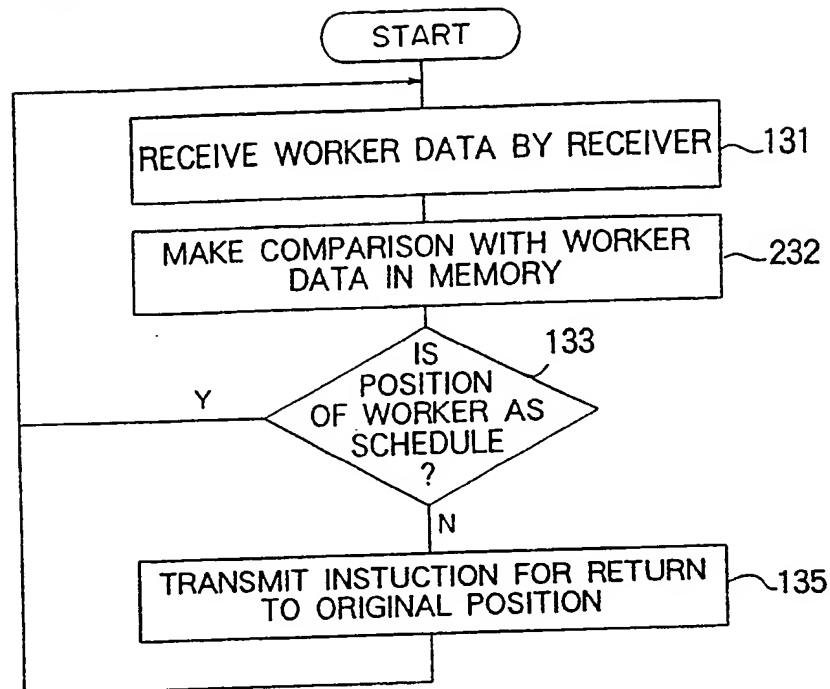 START
RECEIVE WORKER DATA BY RECEIVER
131
MAKE COMPARISON WITH WORKER
DATA IN MEMORY
232
133
IS
POSITION
OF WORKER AS
SCHEDULE
?
Y
N
TRANSMIT INSTUCTION FOR RETURN
TO ORIGINAL POSITION
135